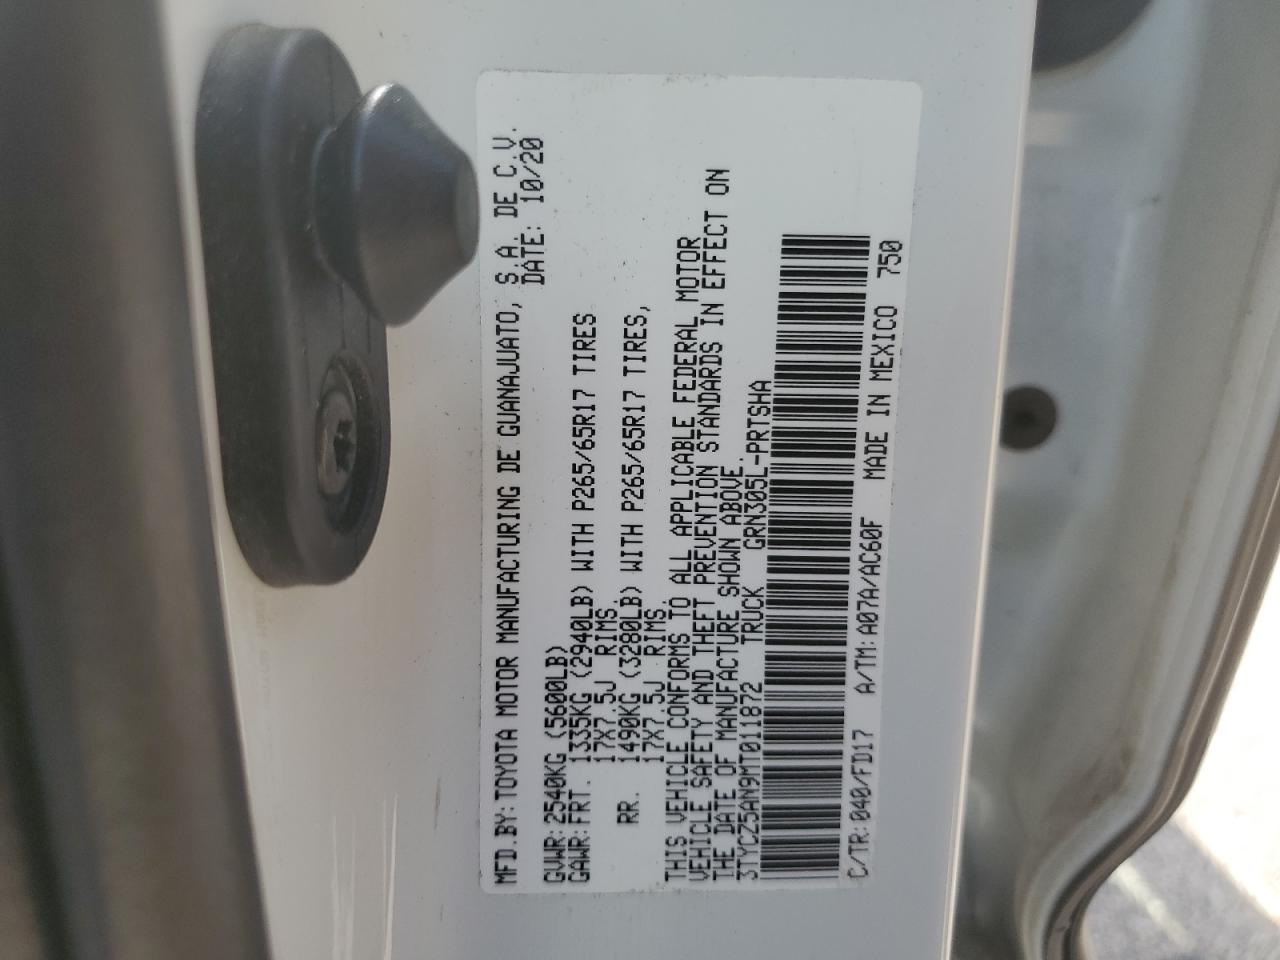 MFD.BY:TOYOTA MOTOR MANUFACTURING DE GUANAJUATO, S.A. DE C.V.
DATE: 10/20
GVWR:2540KG (5600LB)
GAWR:FRT. 1335KG (2940LB) WITH P265/65R17 TIRES
17X7.5J RIMS.
RR. 1490KG (3280LB) WITH P265/65R17 TIRES,
17X7.5J RIMS.
THIS VEHICLE CONFORMS TO ALL APPLICABLE FEDERAL MOTOR
VEHICLE SAFETY AND THEFT PREVENTION STANDARDS IN EFFECT ON
THE DATE OF MANUFACTURE SHOWN ABOVE.
3TYCZ5AN9MT011872 TRUCK GRN305L-PRTSHA
C/TR:040/FD17 A/TM:A07A/AC60F MADE IN MEXICO 750